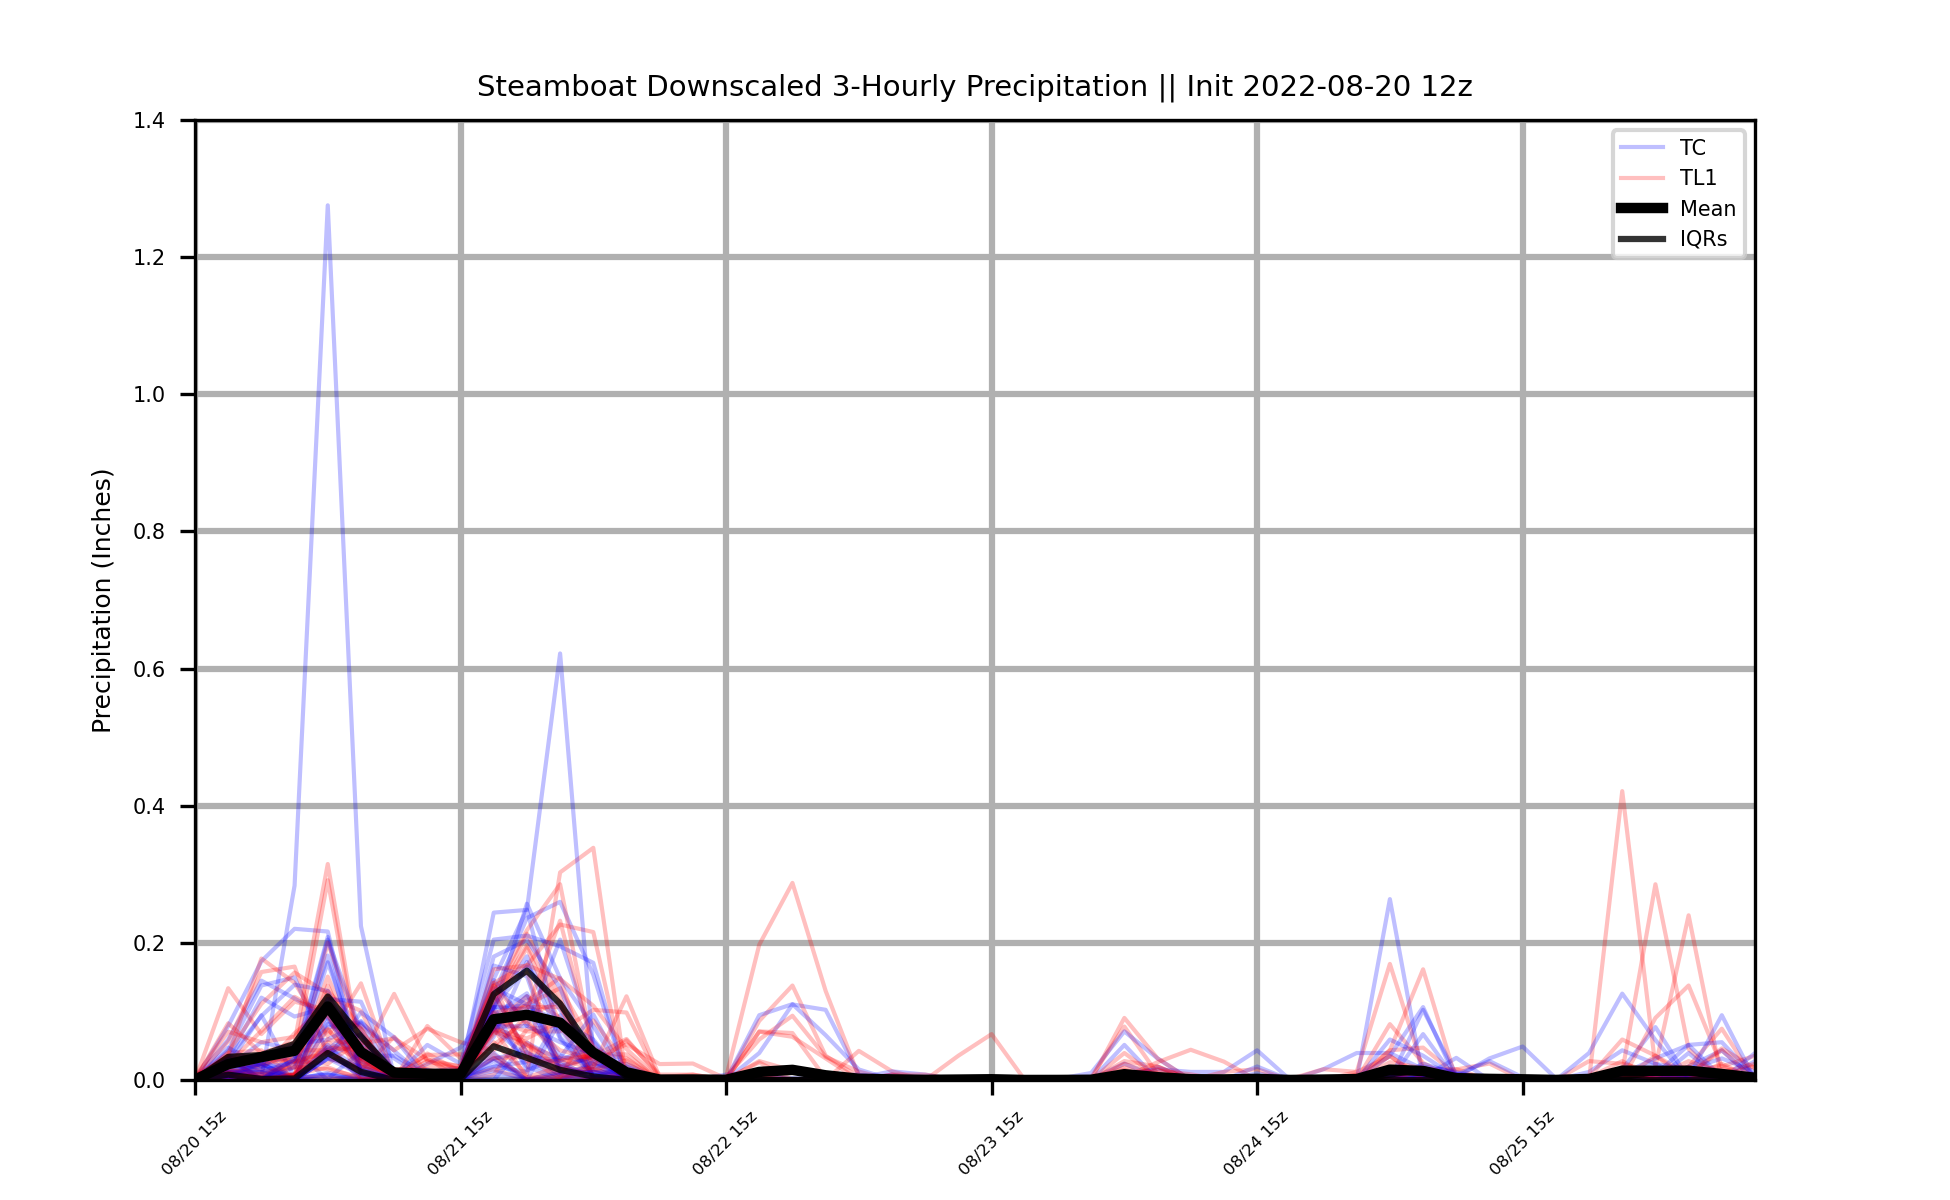 Steamboat Downscaled 3-Hourly Precipitation || Init 2022-08-20 12z
TC
TL1
Mean
IQRs
Precipitation (Inches)
1.4
1.2
1.0
0.8
0.6
0.4
0.2
0.0
08/20 15z
08/21 15z
08/22 15z
08/23 15z
08/24 15z
08/25 15z